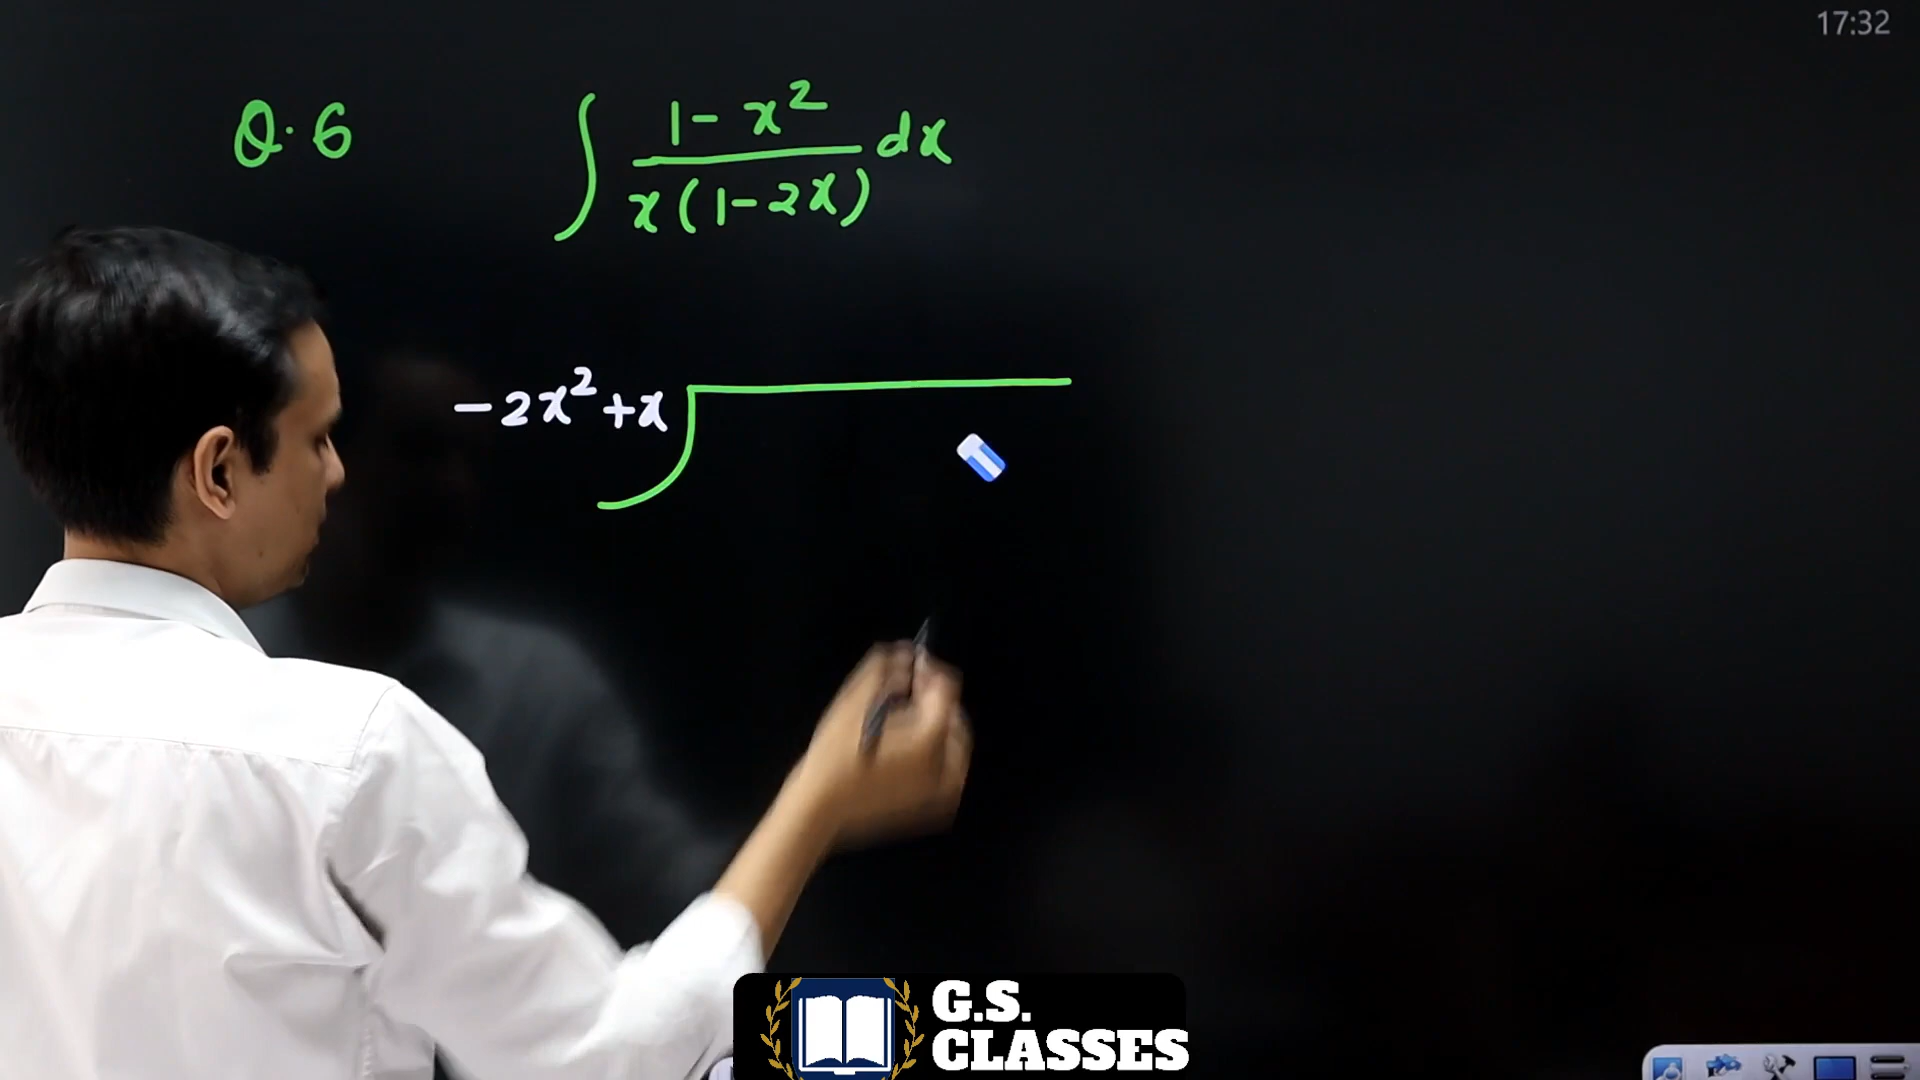 17:32
Q.6 ∫ 1-x² / x(1-2x) dx
-2x²+x
G.S.
CLASSES